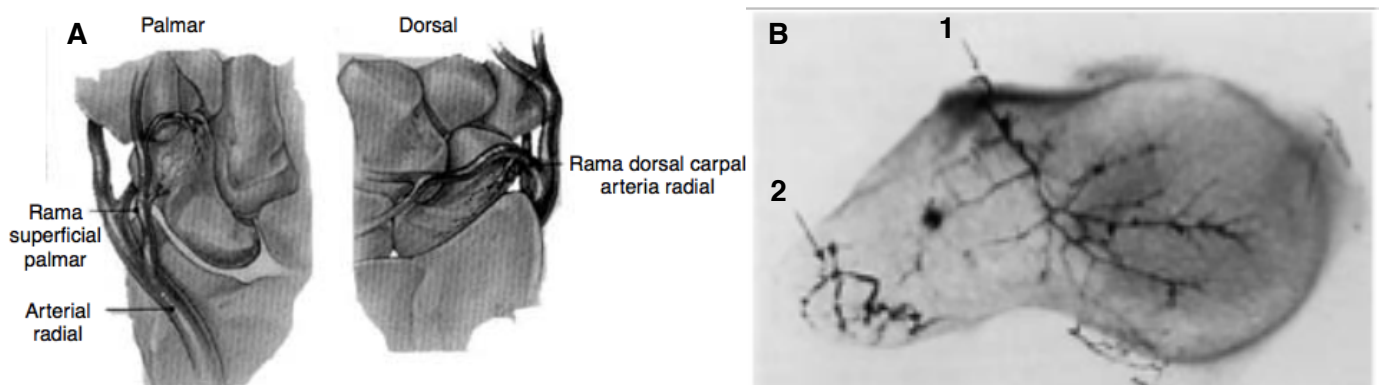 A
Palmar
Dorsal
Rama
superficial
palmar
Arterial
radial
Rama dorsal carpal
arteria radial
B
1
2